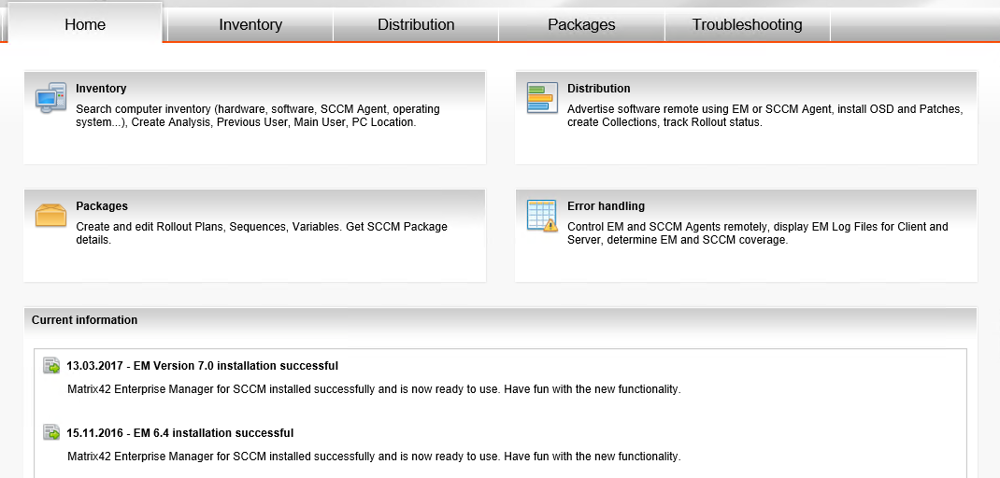 Home Inventory Distribution Packages Troubleshooting
Inventory
Search computer inventory (hardware, software, SCCM Agent, operating
system...), Create Analysis, Previous User, Main User, PC Location.
Distribution
Advertise software remote using EM or SCCM Agent, install OSD and Patches,
create Collections, track Rollout status.
Packages
Create and edit Rollout Plans, Sequences, Variables. Get SCCM Package
details.
Error handling
Control EM and SCCM Agents remotely, display EM Log Files for Client and
Server, determine EM and SCCM coverage.
Current information
13.03.2017 - EM Version 7.0 installation successful
Matrix42 Enterprise Manager for SCCM installed successfully and is now ready to use. Have fun with the new functionality.
15.11.2016 - EM 6.4 installation successful
Matrix42 Enterprise Manager for SCCM installed successfully and is now ready to use. Have fun with the new functionality.